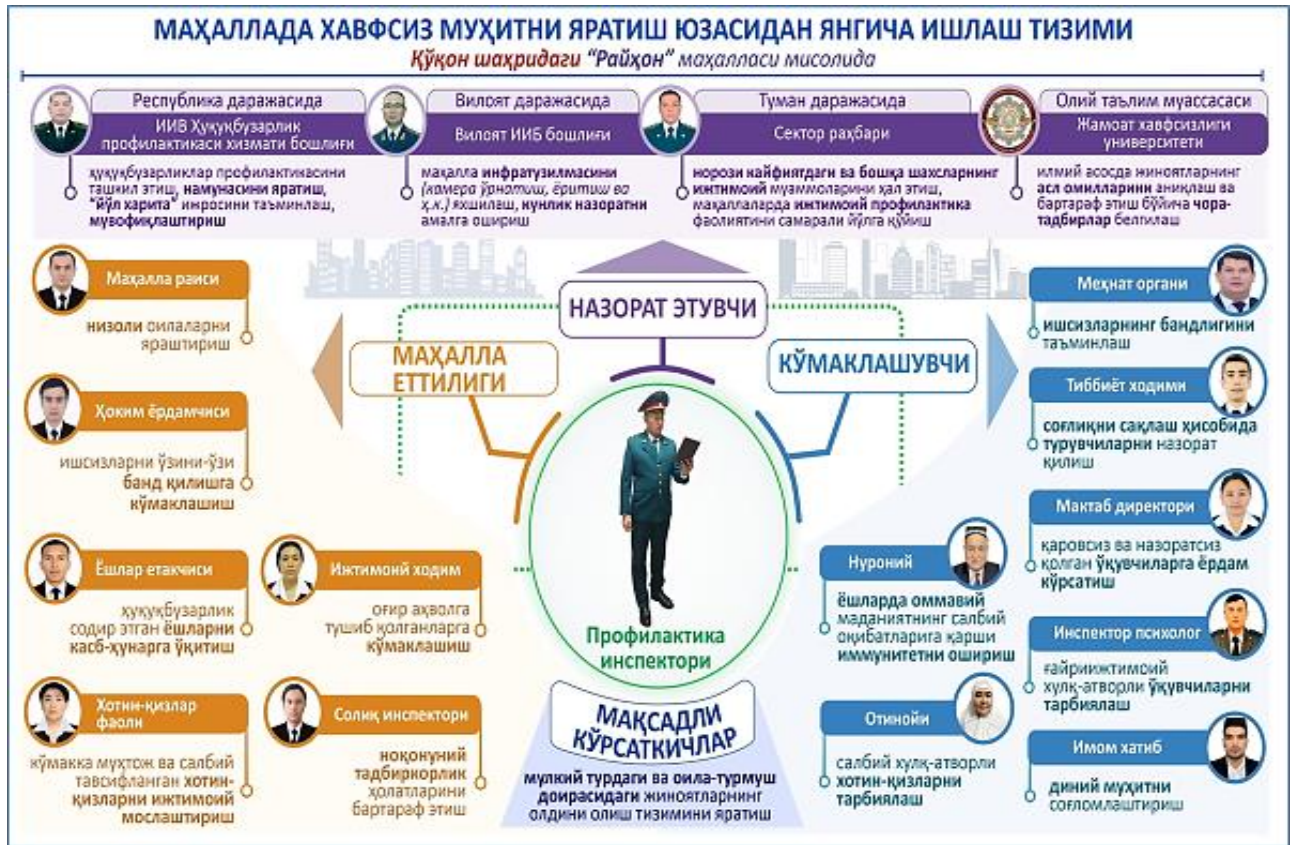 МАҲАЛЛАДА ХАВФСИЗ МУҲИТНИ ЯРАТИШ ЮЗАСИДАН ЯНГИЧА ИШЛАШ ТИЗИМИ
Қўқон шаҳридаги “Райҳон” маҳалласи мисолида
Республика даражасида
ИИВ Ҳуқуқбузарлик
профилактикаси хизмати бошлиғи
ҳуқуқбузарликлар профилактикасини
ташкил этиш, намунасини яратиш,
“йўл харита” ижросини таъминлаш,
мувофиқлаштириш
Вилоят даражасида
Вилоят ИИБ бошлиғи
маҳалла инфратузилмасини
(камера ўрнатиш, ёритиш ва
ҳ.к.) яхшилаш, кунлик назоратни
амалга ошириш
Туман даражасида
Сектор раҳбари
норози кайфиятдаги ва бошқа шахсларнинг
ижтимоий муаммоларини ҳал этиш,
маҳаллаларда ижтимоий профилактика
фаолиятини самарали йўлга қўйиш
Олий таълим муассасаси
Жамоат хавфсизлиги
университети
илмий асосда жиноятларнинг
асл омилларини аниқлаш ва
бартараф этиш бўйича чора-
тадбирлар белгилаш
НАЗОРАТ ЭТУВЧИ
МАҲАЛЛА
ЕТТИЛИГИ
КЎМАКЛАШУВЧИ
Маҳалла раиси
низоли оилаларни
яраштириш
Ҳоким ёрдамчиси
ишсизларни ўзини-ўзи
банд қилишга
кўмаклашиш
Ёшлар етакчиси
ҳуқуқбузарлик
содир этган ёшларни
касб-ҳунарга ўқитиш
Ижтимоий ходим
оғир аҳволга
тушиб қолганларга
кўмаклашиш
Хотин-қизлар
фаоли
кўмакка муҳтож ва салбий
тавсифланган хотин-
қизларни ижтимоий
мослаштириш
Солиқ инспектори
ноқонуний
тадбиркорлик
ҳолатларини
бартараф этиш
Профилактика
инспектори
МАҚСАДЛИ
КЎРСАТКИЧЛАР
мулкий турдаги ва оила-турмуш
доирасидаги жиноятларнинг
олдини олиш тизимини яратиш
Меҳнат органи
ишсизларнинг бандлигини
таъминлаш
Тиббиёт ходими
соғлиқни сақлаш ҳисобида
турувчиларни назорат
қилиш
Мактаб директори
қаровсиз ва назоратсиз
қолган ўқувчиларга ёрдам
кўрсатиш
Нуроний
ёшларда оммавий
маданиятнинг салбий
оқибатларига қарши
иммунитетни ошириш
Инспектор психолог
ғайриижтимоий
хулқ-атворли ўқувчиларни
тарбиялаш
Отинойи
салбий хулқ-атворли
хотин-қизларни
тарбиялаш
Имом хатиб
диний муҳитни
соғломлаштириш